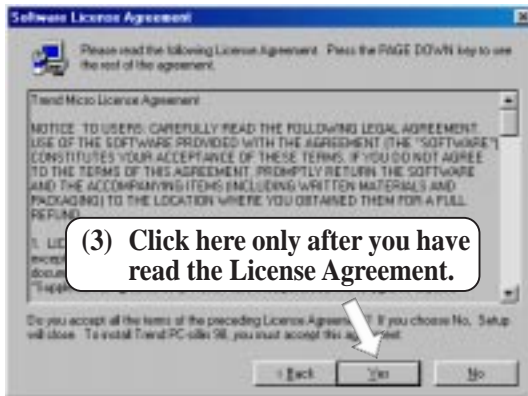 Software License Agreement
Please read the following License Agreement. Press the PAGE DOWN key to see
the rest of the agreement.
Trend Micro License Agreement
NOTICE TO USERS: CAREFULLY READ THE FOLLOWING LEGAL AGREEMENT.
USE OF THE SOFTWARE PROVIDED WITH THE AGREEMENT (THE "SOFTWARE")
CONSTITUTES YOUR ACCEPTANCE OF THESE TERMS. IF YOU DO NOT AGREE
TO THE TERMS OF THIS AGREEMENT, PROMPTLY RETURN THE SOFTWARE
AND THE ACCOMPANYING ITEMS (INCLUDING WRITTEN MATERIALS AND
PACKAGING) TO THE LOCATION WHERE YOU OBTAINED THEM FOR A FULL
REFUND.
(3) Click here only after you have
read the License Agreement.
Do you accept all the terms of the preceding License Agreement? If you choose No, Setup
will close. To install Trend PC-cillin 98, you must accept this agreement.
< Back Yes No